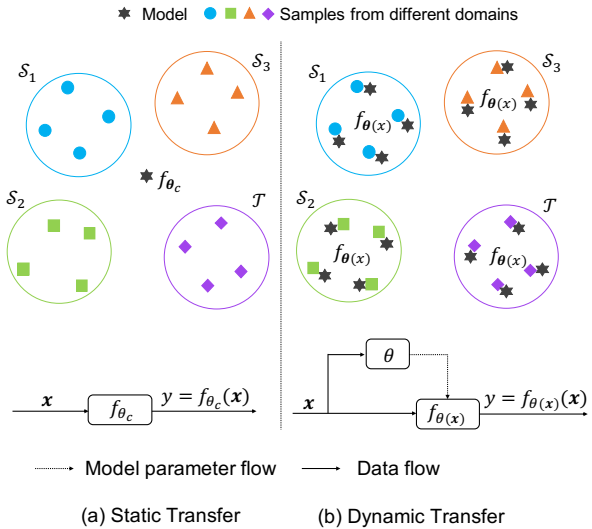 Model Samples from different domains
𝒮₁ 𝒮₃
f_{θ_c}
𝒮₂ 𝒯
x f_{θ_c} y = f_{θ_c}(x)
𝒮₁ 𝒮₃
f_{θ(x)} f_{θ(x)}
𝒮₂ 𝒯
f_{θ(x)} f_{θ(x)}
θ
x f_{θ(x)} y = f_{θ(x)}(x)
Model parameter flow Data flow
(a) Static Transfer (b) Dynamic Transfer